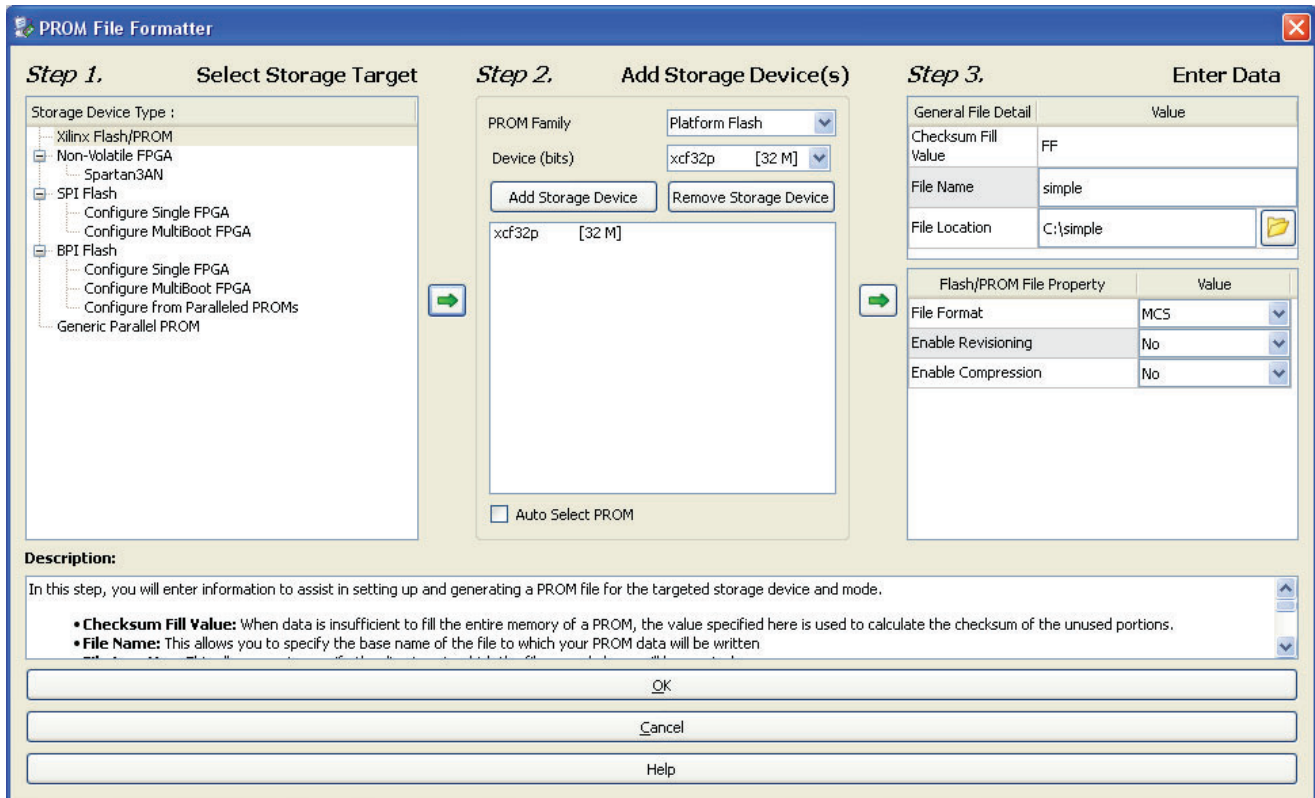 PROM File Formatter
Step 1. Select Storage Target
Storage Device Type :
Xilinx Flash/PROM
Non-Volatile FPGA
Spartan3AN
SPI Flash
Configure Single FPGA
Configure MultiBoot FPGA
BPI Flash
Configure Single FPGA
Configure MultiBoot FPGA
Configure from Paralleled PROMs
Generic Parallel PROM
Step 2. Add Storage Device(s)
PROM Family Platform Flash
Device (bits) xcf32p [32 M]
Add Storage Device Remove Storage Device
xcf32p [32 M]
Auto Select PROM
Step 3. Enter Data
General File Detail Value
Checksum Fill
Value FF
File Name simple
File Location C:\simple
Flash/PROM File Property Value
File Format MCS
Enable Revisioning No
Enable Compression No
Description:
In this step, you will enter information to assist in setting up and generating a PROM file for the targeted storage device and mode.
• Checksum Fill Value: When data is insufficient to fill the entire memory of a PROM, the value specified here is used to calculate the checksum of the unused portions.
• File Name: This allows you to specify the base name of the file to which your PROM data will be written
OK
Cancel
Help